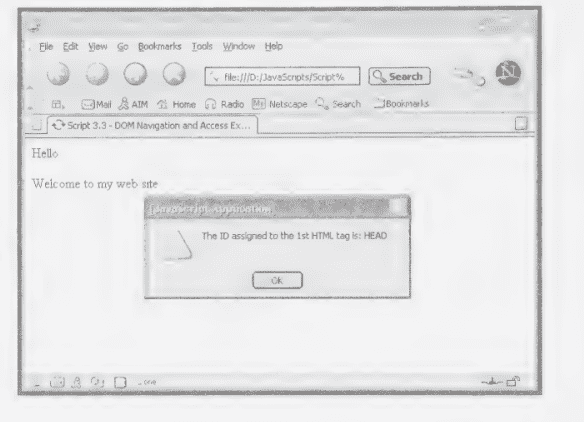 File Edit View Go Bookmarks Tools Window Help
file:///D:/JavaScripts/Script% Search
Mail AIM Home Radio Netscape Search Bookmarks
Script 3.3 - DOM Navigation and Access Ex...
Hello
Welcome to my web site
[JavaScript Application]
The ID assigned to the 1st HTML tag is: HEAD
OK